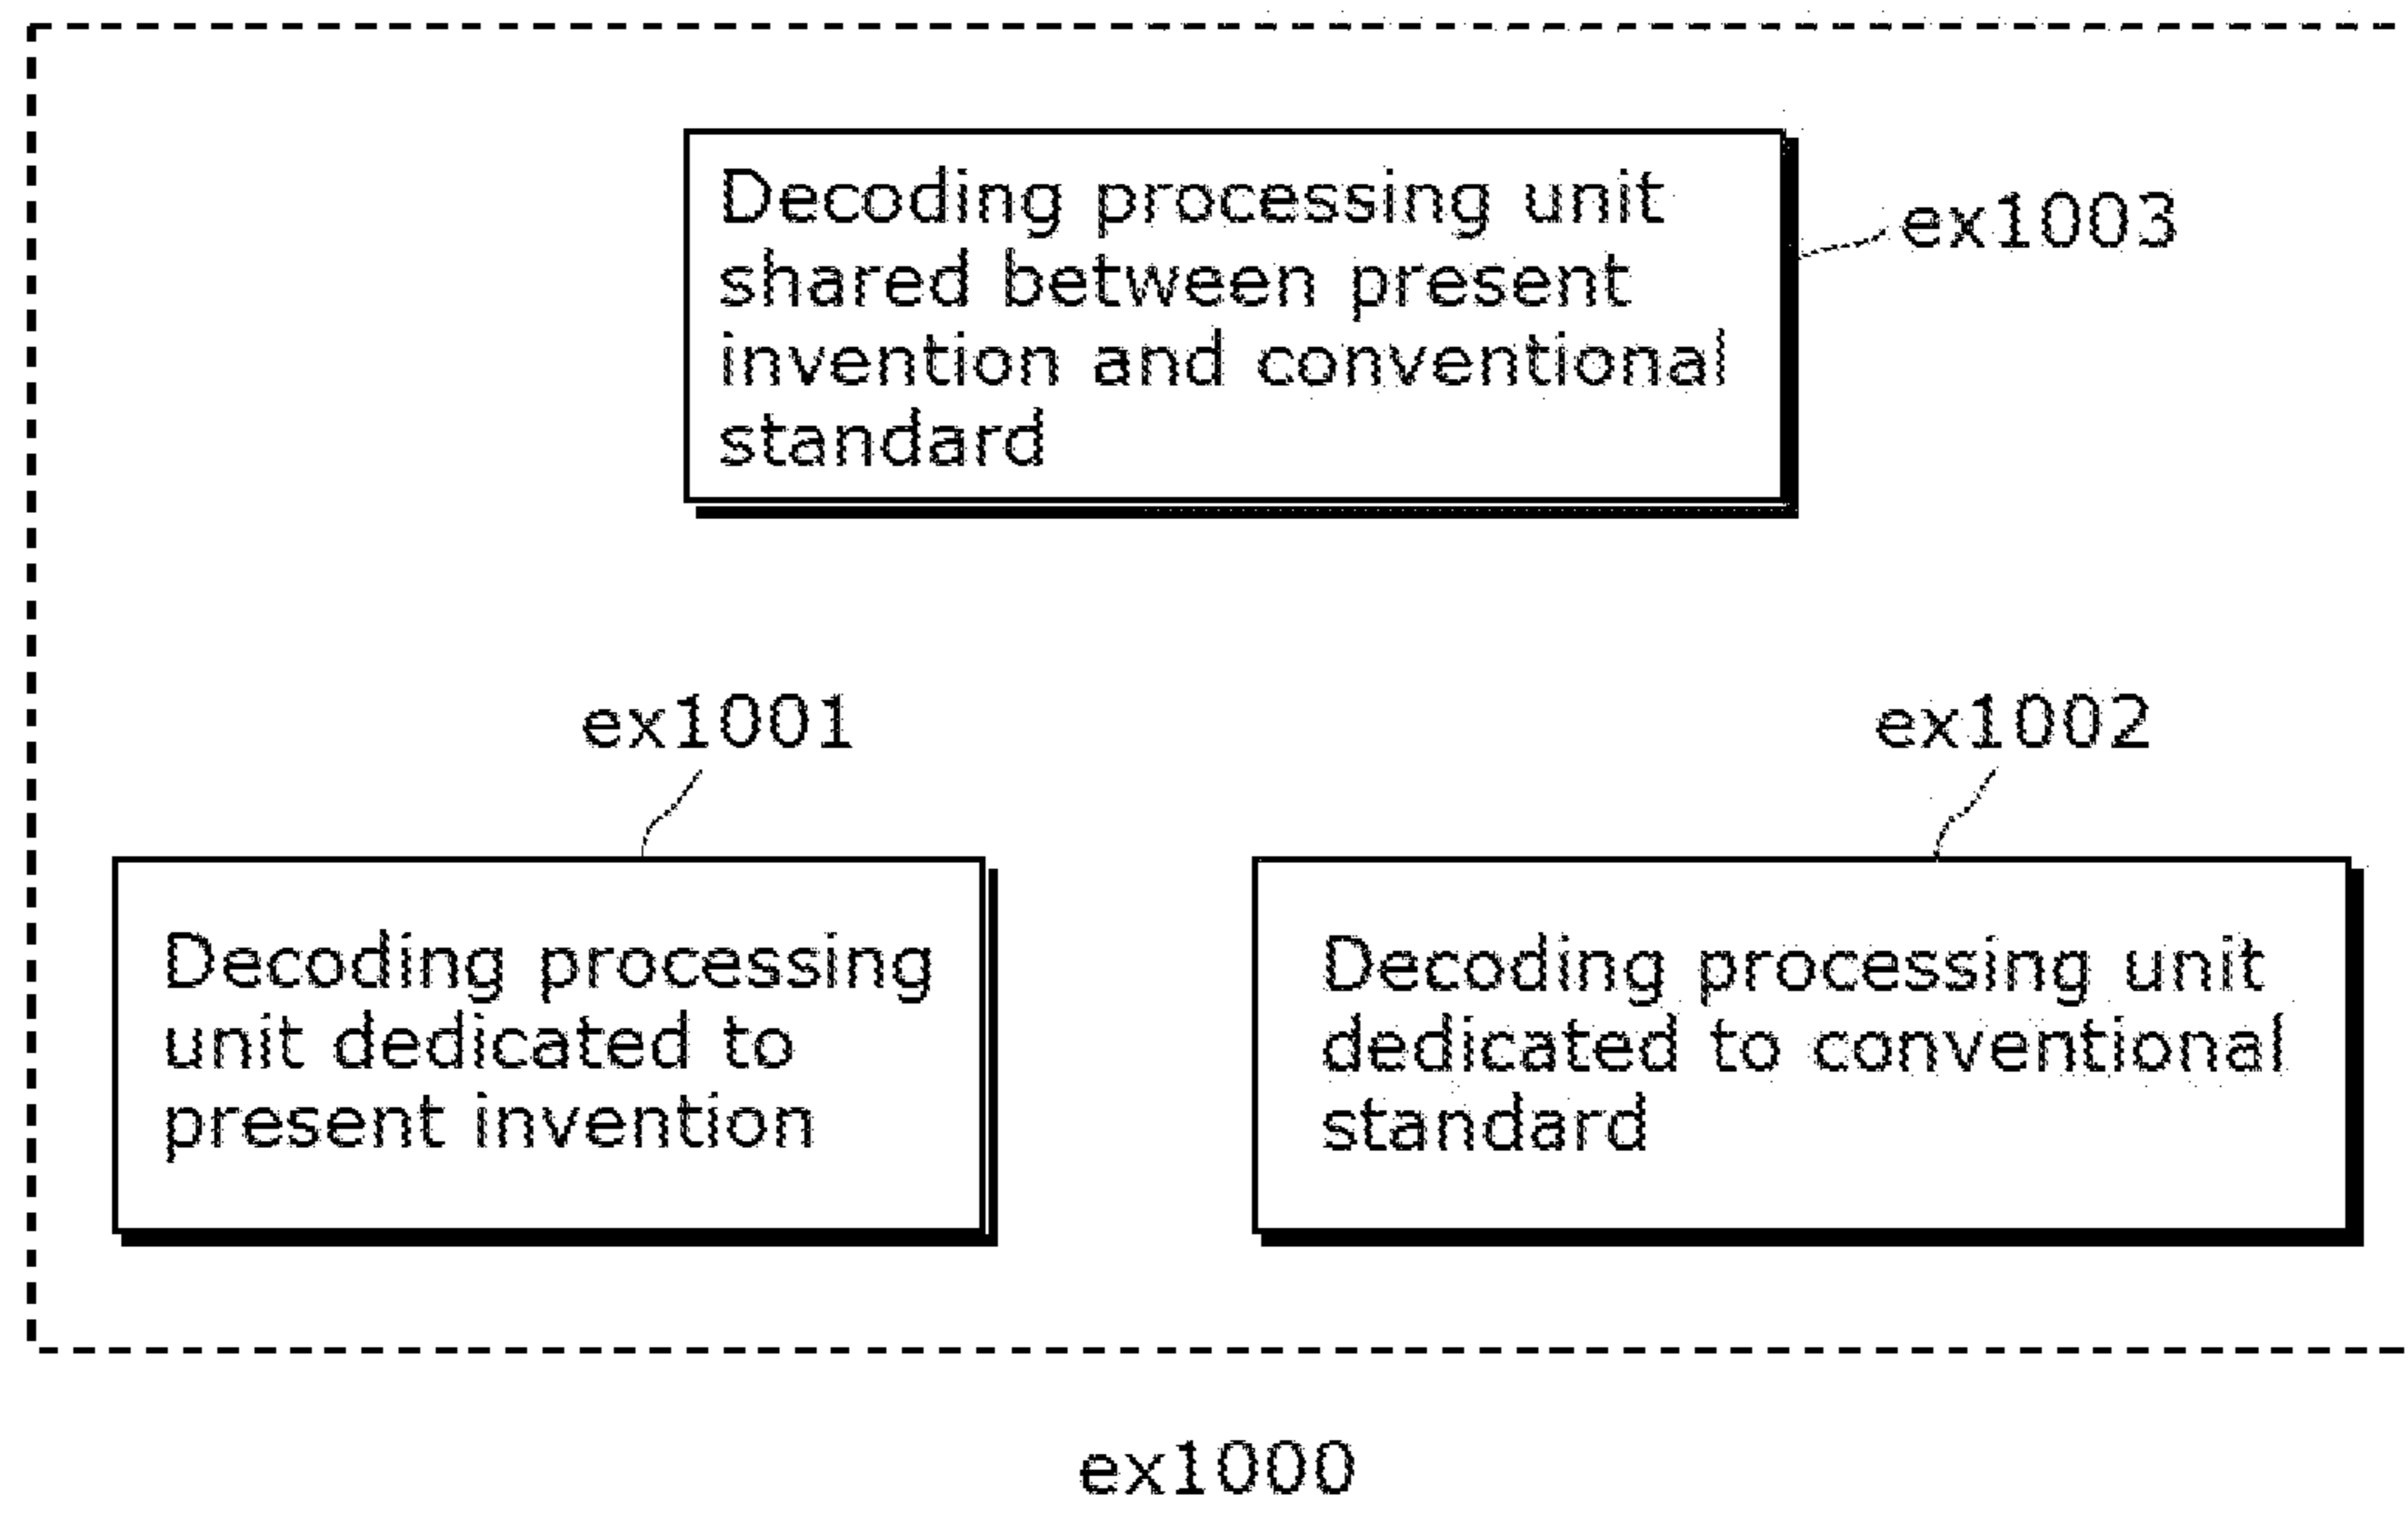 Decoding processing unit
shared between present
invention and conventional
standard
ex1003
ex1001
ex1002
Decoding processing
unit dedicated to
present invention
Decoding processing unit
dedicated to conventional
standard
ex1000